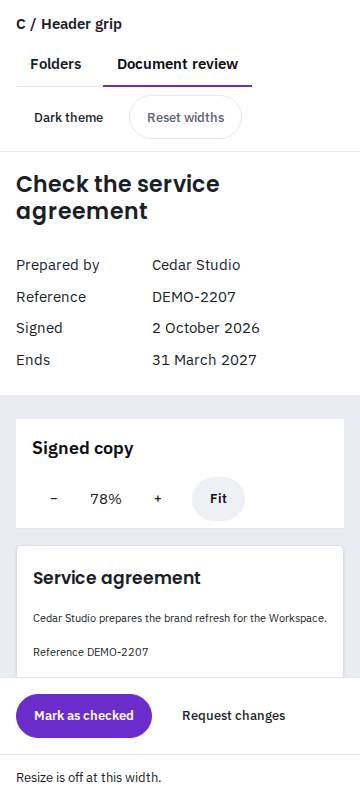 C / Header grip
Folders
Document review
Dark theme
Reset widths
Check the service
agreement
Prepared by Cedar Studio
Reference DEMO-2207
Signed 2 October 2026
Ends 31 March 2027
Signed copy
− 78% + Fit
Service agreement
Cedar Studio prepares the brand refresh for the Workspace.
Reference DEMO-2207
Mark as checked
Request changes
Resize is off at this width.